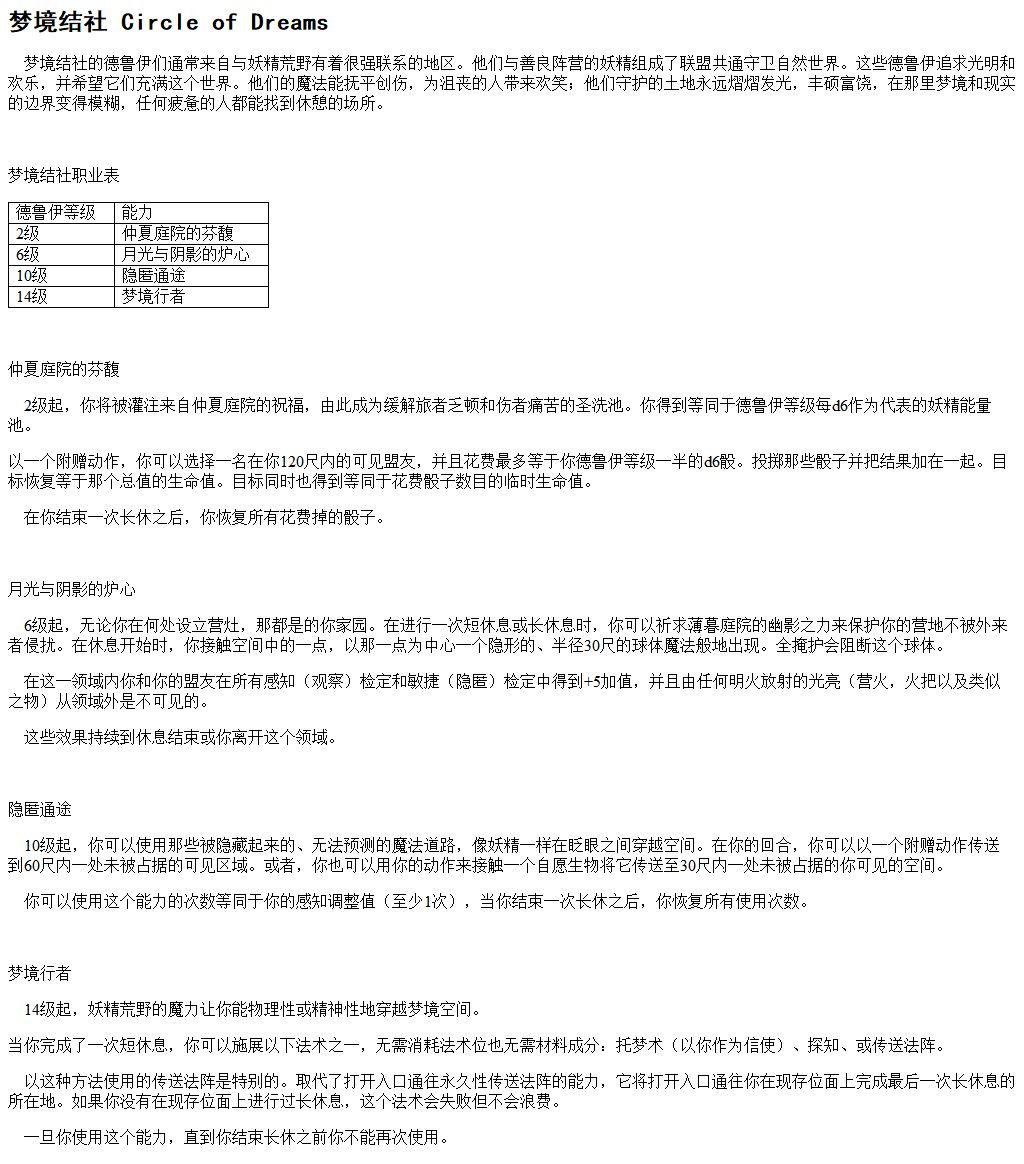 梦境结社 Circle of Dreams
梦境结社的德鲁伊们通常来自与妖精荒野有着很强联系的地区。他们与善良阵营的妖精组成了联盟共通守卫自然世界。这些德鲁伊追求光明和
欢乐，并希望它们充满这个世界。他们的魔法能抚平创伤，为沮丧的人带来欢笑；他们守护的土地永远熠熠发光，丰硕富饶，在那里梦境和现实
的边界变得模糊，任何疲惫的人都能找到休憩的场所。
梦境结社职业表
德鲁伊等级 能力
2级 仲夏庭院的芬馥
6级 月光与阴影的炉心
10级 隐匿通途
14级 梦境行者
仲夏庭院的芬馥
2级起，你将被灌注来自仲夏庭院的祝福，由此成为缓解旅者乏顿和伤者痛苦的圣洗池。你得到等同于德鲁伊等级每d6作为代表的妖精能量
池。
以一个附赠动作，你可以选择一名在你120尺内的可见盟友，并且花费最多等于你德鲁伊等级一半的d6骰。投掷那些骰子并把结果加在一起。目
标恢复等于那个总值的生命值。目标同时也得到等同于花费骰子数目的临时生命值。
在你结束一次长休之后，你恢复所有花费掉的骰子。
月光与阴影的炉心
6级起，无论你在何处设立营灶，那都是的你家园。在进行一次短休息或长休息时，你可以祈求薄暮庭院的幽影之力来保护你的营地不被外来
者侵扰。在休息开始时，你接触空间中的一点，以那一点为中心一个隐形的、半径30尺的球体魔法般地出现。全掩护会阻断这个球体。
在这一领域内你和你的盟友在所有感知（观察）检定和敏捷（隐匿）检定中得到+5加值，并且由任何明火放射的光亮（营火，火把以及类似
之物）从领域外是不可见的。
这些效果持续到休息结束或你离开这个领域。
隐匿通途
10级起，你可以使用那些被隐藏起来的、无法预测的魔法道路，像妖精一样在眨眼之间穿越空间。在你的回合，你可以以一个附赠动作传送
到60尺内一处未被占据的可见区域。或者，你也可以用你的动作来接触一个自愿生物将它传送至30尺内一处未被占据的你可见的空间。
你可以使用这个能力的次数等同于你的感知调整值（至少1次），当你结束一次长休之后，你恢复所有使用次数。
梦境行者
14级起，妖精荒野的魔力让你能物理性或精神性地穿越梦境空间。
当你完成了一次短休息，你可以施展以下法术之一，无需消耗法术位也无需材料成分：托梦术（以你作为信使）、探知、或传送法阵。
以这种方法使用的传送法阵是特别的。取代了打开入口通往永久性传送法阵的能力，它将打开入口通往你在现存位面上完成最后一次长休息的
所在地。如果你没有在现存位面上进行过长休息，这个法术会失败但不会浪费。
一旦你使用这个能力，直到你结束长休之前你不能再次使用。